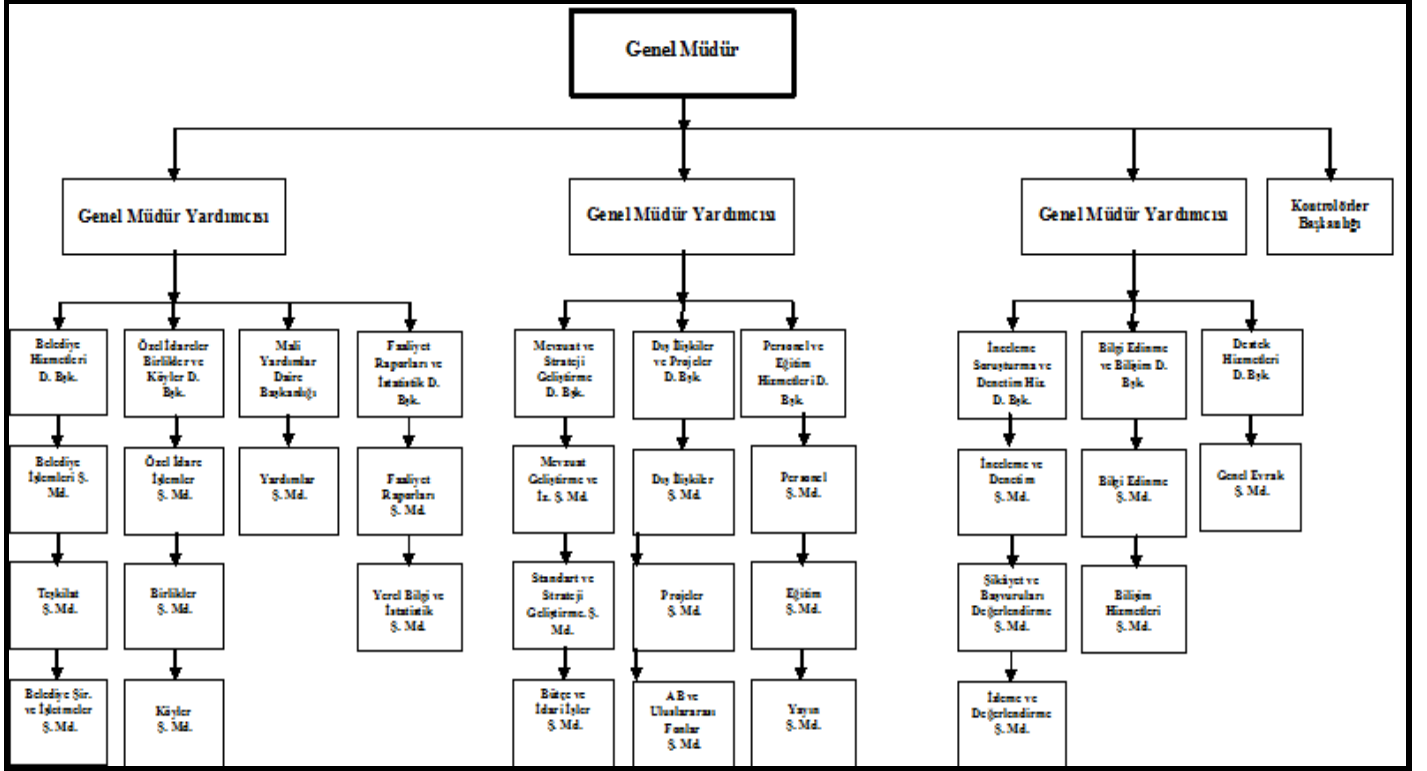 Genel Müdür
Genel Müdür Yardımcısı
Genel Müdür Yardımcısı
Genel Müdür Yardımcısı
Kontrolörler
Başkanlığı
Belediye
Hizmetleri
D. Bşk.
Özel İdareler
Birlikler ve
Köyler D.
Bşk.
Mali
Yardımlar
Daire
Başkanlığı
Faaliyet
Raporları ve
İstatistik D.
Bşk.
Mevzuat ve
Strateji
Geliştirme
D. Bşk.
Dış İlişkiler
ve Projeler
D. Bşk.
Personel ve
Eğitim
Hizmetleri D.
Bşk.
İnceleme
Soruşturma ve
Denetim Hiz.
D. Bşk.
Bilgi Edinme
ve Bilişim D.
Bşk.
Destek
Hizmetleri
D. Bşk.
Belediye
İşlemleri Ş.
Md.
Özel İdare
İşlemler
Ş. Md.
Yardımlar
Ş. Md.
Faaliyet
Raporları
Ş. Md.
Mevzuat
Geliştirme ve
İz. Ş. Md.
Dış İlişkiler
Ş. Md.
Personel
Ş. Md.
İnceleme ve
Denetim
Ş. Md.
Bilgi Edinme
Ş. Md.
Genel Evrak
Ş. Md.
Teşkilat
Ş. Md.
Birlikler
Ş. Md.
Yerel Bilgi ve
İstatistik
Ş. Md.
Standart ve
Strateji
Geliştirme. Ş.
Md.
Projeler
Ş. Md.
Eğitim
Ş. Md.
Şikâyet ve
Başvuruları
Değerlendirme
Ş. Md.
Bilişim
Hizmetleri
Ş. Md.
Belediye Şir.
ve İşletmeler
Ş. Md.
Köyler
Ş. Md.
Bütçe ve
İdari İşler
Ş. Md.
AB ve
Uluslararası
Fonlar
Ş. Md.
Yayın
Ş. Md.
İzleme ve
Değerlendirme
Ş. Md.